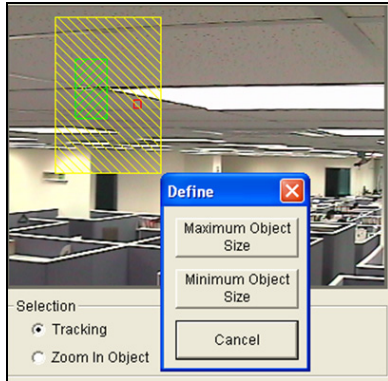 Define
Maximum Object
Size
Minimum Object
Size
Cancel
Selection
Tracking
Zoom In Object